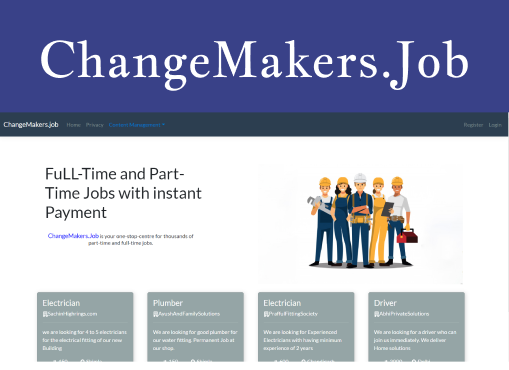 ChangeMakers.Job
ChangeMakers.job Home Privacy Content Management Register Login
FuLL-Time and Part-
Time Jobs with instant
Payment
ChangeMakers.Job is your one-stop-centre for thousands of
part-time and full-time jobs.
Electrician
SachinHighrings.com
we are looking for 4 to 5 electricians
for the electrical fitting of our new
Building
Plumber
AwashAndFamilySolutions
We are looking for good plumber for
our water fitting. Permanent Job at
our shop.
Electrician
PrafulFittingSociety
We are looking for Experienced
Electricians with having minimum
experience of 2 years
Driver
AbhiPrivateSolutions
We are looking for a driver who can
join us immediately. We deliver
Home solutions